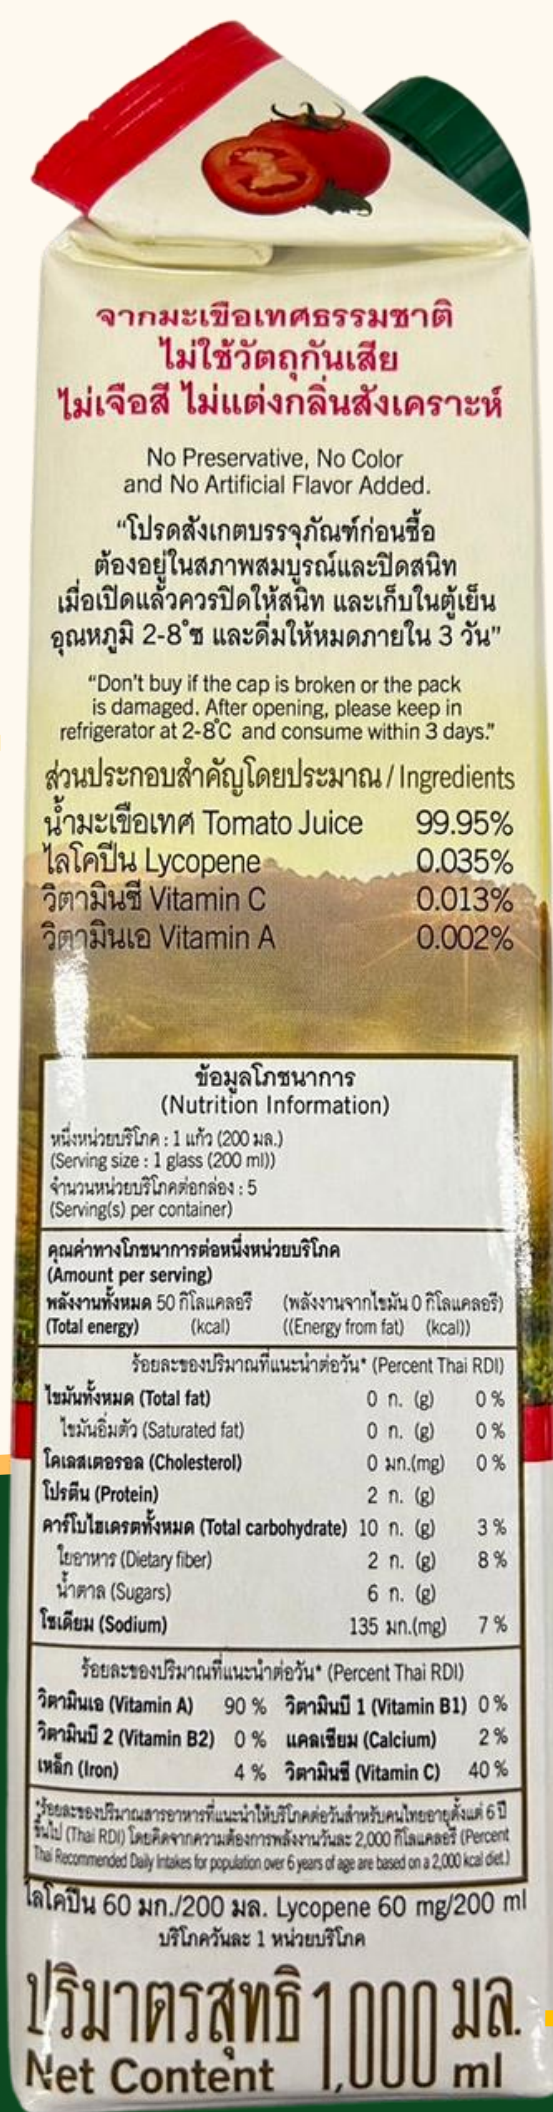 จากมะเขือเทศธรรมชาติ
ไม่ใช้วัตถุกันเสีย
ไม่เจือสี ไม่แต่งกลิ่นสังเคราะห์
No Preservative, No Color
and No Artificial Flavor Added.
“โปรดสังเกตบรรจุภัณฑ์ก่อนซื้อ
ต้องอยู่ในสภาพสมบูรณ์และปิดสนิท
เมื่อเปิดแล้วควรปิดให้สนิท และเก็บในตู้เย็น
อุณหภูมิ 2-8°ซ และดื่มให้หมดภายใน 3 วัน”
“Don't buy if the cap is broken or the pack
is damaged. After opening, please keep in
refrigerator at 2-8°C and consume within 3 days.”
ส่วนประกอบสำคัญโดยประมาณ / Ingredients
น้ำมะเขือเทศ Tomato Juice 99.95%
ไลโคปีน Lycopene 0.035%
วิตามินซี Vitamin C 0.013%
วิตามินเอ Vitamin A 0.002%
ข้อมูลโภชนาการ
(Nutrition Information)
หนึ่งหน่วยบริโภค : 1 แก้ว (200 มล.)
(Serving size : 1 glass (200 ml))
จำนวนหน่วยบริโภคต่อกล่อง : 5
(Serving(s) per container)
คุณค่าทางโภชนาการต่อหนึ่งหน่วยบริโภค
(Amount per serving)
พลังงานทั้งหมด 50 กิโลแคลอรี (พลังงานจากไขมัน 0 กิโลแคลอรี)
(Total energy) (kcal) ((Energy from fat) (kcal))
ร้อยละของปริมาณที่แนะนำต่อวัน* (Percent Thai RDI)
ไขมันทั้งหมด (Total fat) 0 ก. (g) 0 %
ไขมันอิ่มตัว (Saturated fat) 0 ก. (g) 0 %
โคเลสเตอรอล (Cholesterol) 0 มก.(mg) 0 %
โปรตีน (Protein) 2 ก. (g)
คาร์โบไฮเดรตทั้งหมด (Total carbohydrate) 10 ก. (g) 3 %
ใยอาหาร (Dietary fiber) 2 ก. (g) 8 %
น้ำตาล (Sugars) 6 ก. (g)
โซเดียม (Sodium) 135 มก.(mg) 7 %
ร้อยละของปริมาณที่แนะนำต่อวัน* (Percent Thai RDI)
วิตามินเอ (Vitamin A) 90 % วิตามินบี 1 (Vitamin B1) 0 %
วิตามินบี 2 (Vitamin B2) 0 % แคลเซียม (Calcium) 2 %
เหล็ก (Iron) 4 % วิตามินซี (Vitamin C) 40 %
*ร้อยละของปริมาณสารอาหารที่แนะนำให้บริโภคต่อวันสำหรับคนไทยอายุตั้งแต่ 6 ปี
ขึ้นไป (Thai RDI) โดยคิดจากความต้องการพลังงานวันละ 2,000 กิโลแคลอรี (Percent
Thai Recommended Daily Intakes for population over 6 years of age are based on a 2,000 kcal diet.)
ไลโคปีน 60 มก./200 มล. Lycopene 60 mg/200 ml
บริโภควันละ 1 หน่วยบริโภค
ปริมาตรสุทธิ 1,000 มล.
Net Content ml